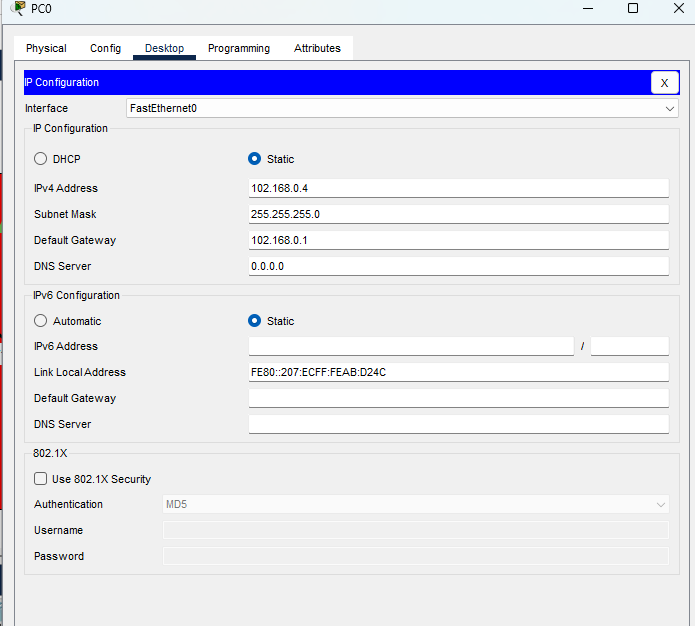 PC0
Physical Config Desktop Programming Attributes
IP Configuration X
Interface FastEthernet0
IP Configuration
DHCP Static
IPv4 Address 102.168.0.4
Subnet Mask 255.255.255.0
Default Gateway 102.168.0.1
DNS Server 0.0.0.0
IPv6 Configuration
Automatic Static
IPv6 Address /
Link Local Address FE80::207:ECFF:FEAB:D24C
Default Gateway
DNS Server
802.1X
Use 802.1X Security
Authentication MD5
Username
Password